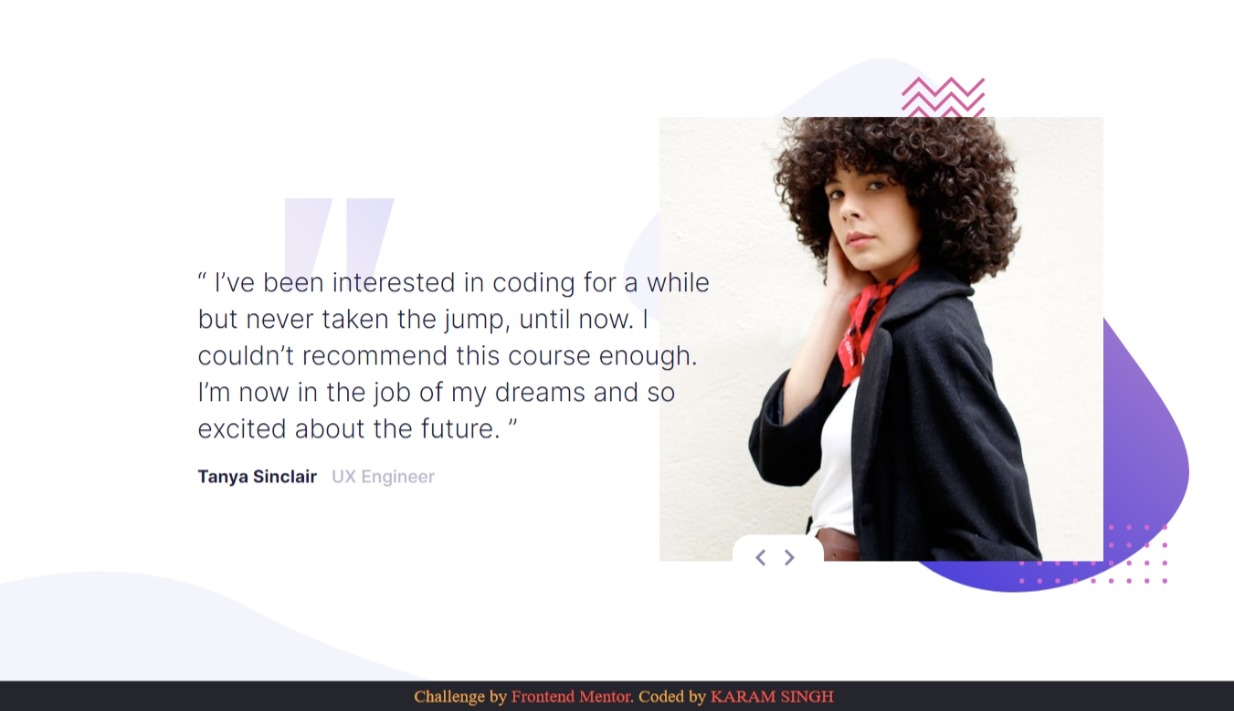 “ I’ve been interested in coding for a while
but never taken the jump, until now. I
couldn’t recommend this course enough.
I’m now in the job of my dreams and so
excited about the future. ”
Tanya Sinclair UX Engineer
Challenge by Frontend Mentor. Coded by KARAM SINGH